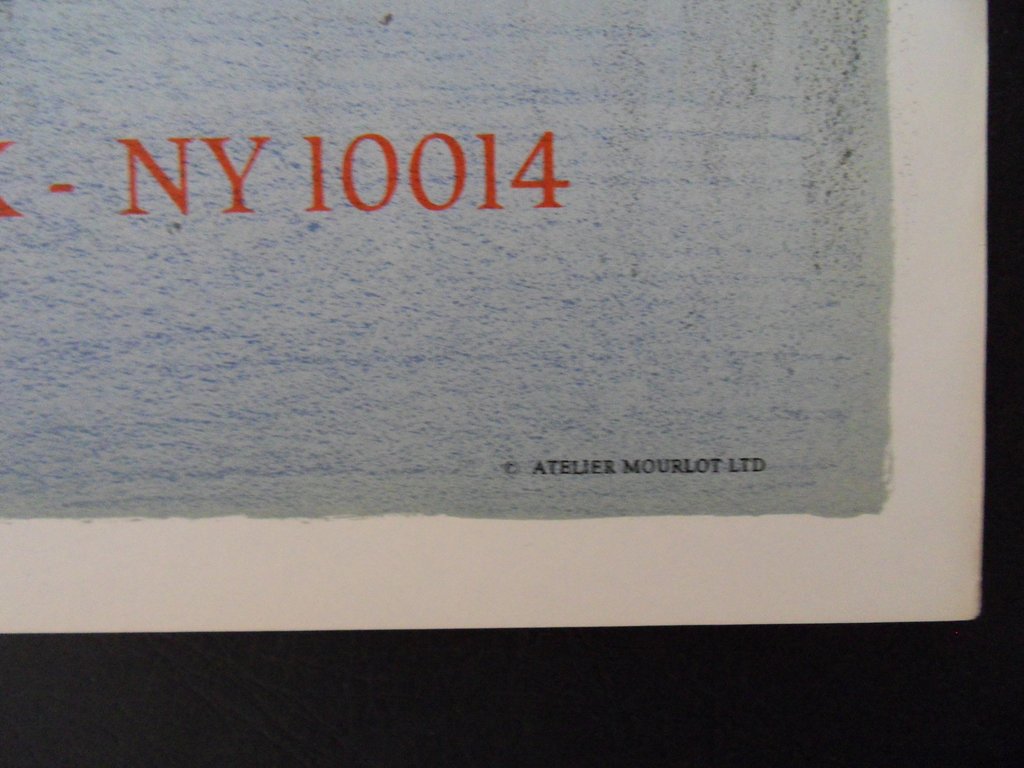 - NY 10014
© ATELIER MOURLOT LTD